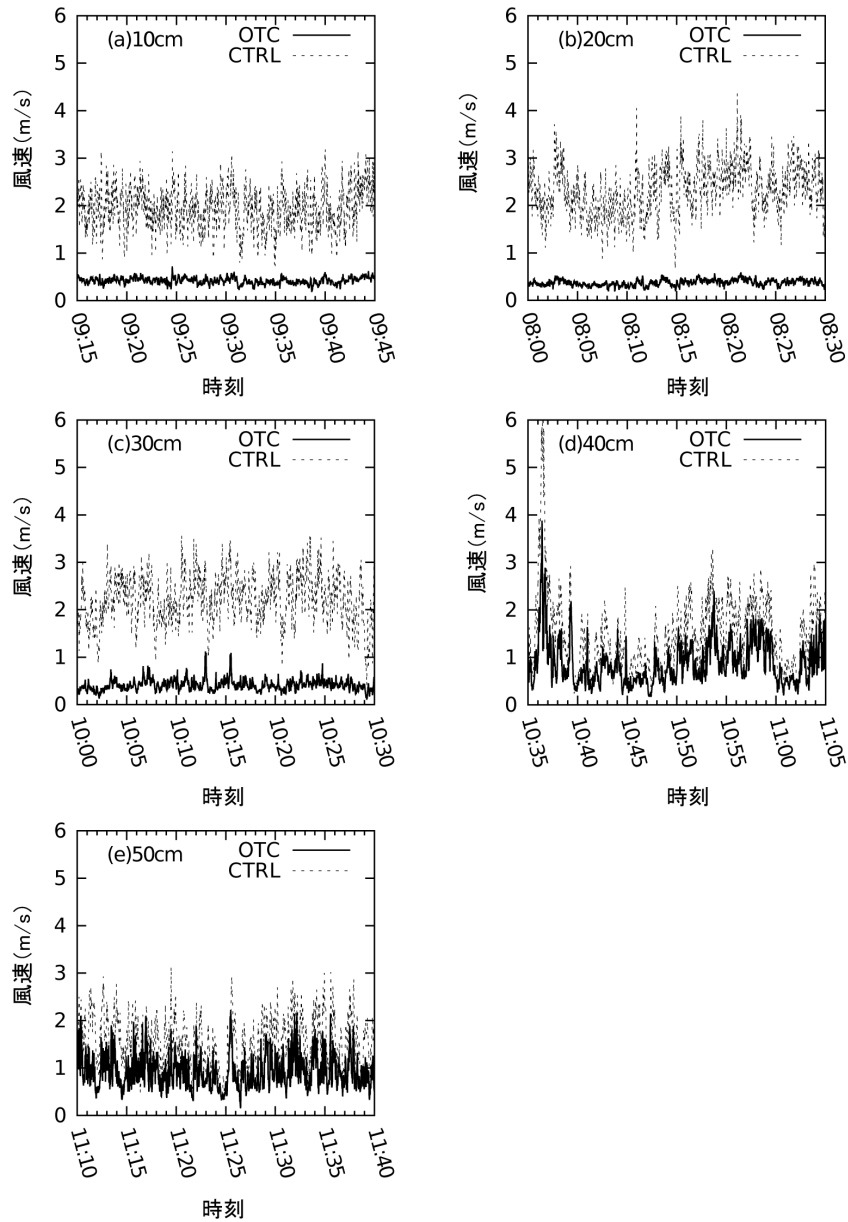 6
(a)10cm
OTC
CTRL
5
4
3
2
1
0
風速(m/s)
09:15
09:20
09:25
09:30
09:35
09:40
09:45
時刻
6
(b)20cm
OTC
CTRL
5
4
3
2
1
0
風速(m/s)
08:00
08:05
08:10
08:15
08:20
08:25
08:30
時刻
6
(c)30cm
OTC
CTRL
5
4
3
2
1
0
風速(m/s)
10:00
10:05
10:10
10:15
10:20
10:25
10:30
時刻
6
(d)40cm
OTC
CTRL
5
4
3
2
1
0
風速(m/s)
10:35
10:40
10:45
10:50
10:55
11:00
11:05
時刻
6
(e)50cm
OTC
CTRL
5
4
3
2
1
0
風速(m/s)
11:10
11:15
11:20
11:25
11:30
11:35
11:40
時刻